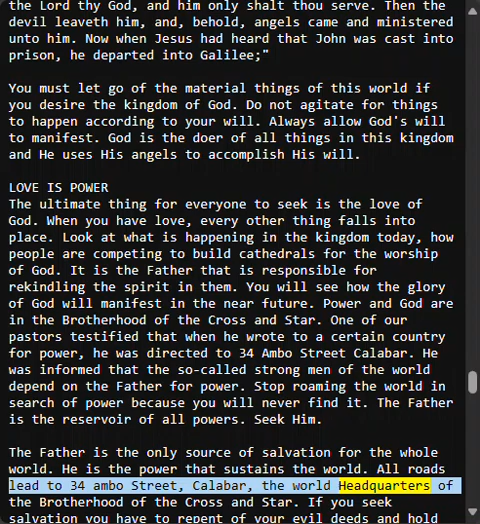 the Lord thy God, and him only shalt thou serve. Then the
devil leaveth him, and, behold, angels came and ministered
unto him. Now when Jesus had heard that John was cast into
prison, he departed into Galilee;"
You must let go of the material things of this world if
you desire the kingdom of God. Do not agitate for things
to happen according to your will. Always allow God's will
to manifest. God is the doer of all things in this kingdom
and He uses His angels to accomplish His will.
LOVE IS POWER
The ultimate thing for everyone to seek is the love of
God. When you have love, every other thing falls into
place. Look at what is happening in the kingdom today, how
people are competing to build cathedrals for the worship
of God. It is the Father that is responsible for
rekindling the spirit in them. You will see how the glory
of God will manifest in the near future. Power and God are
in the Brotherhood of the Cross and Star. One of our
pastors testified that when he wrote to a certain country
for power, he was directed to 34 Ambo Street Calabar. He
was informed that the so-called strong men of the world
depend on the Father for power. Stop roaming the world in
search of power because you will never find it. The Father
is the reservoir of all powers. Seek Him.
The Father is the only source of salvation for the whole
world. He is the power that sustains the world. All roads
lead to 34 ambo Street, Calabar, the world Headquarters of
the Brotherhood of the Cross and Star. If you seek
salvation you have to repent of your evil deeds and hold